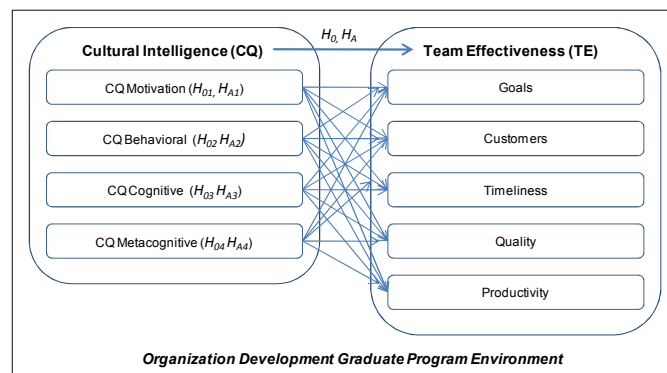 H0, HA
Cultural Intelligence (CQ)
Team Effectiveness (TE)
CQ Motivation (H01, HA1)
CQ Behavioral (H02 HA2)
CQ Cognitive (H03 HA3)
CQ Metacognitive (H04 HA4)
Goals
Customers
Timeliness
Quality
Productivity
Organization Development Graduate Program Environment